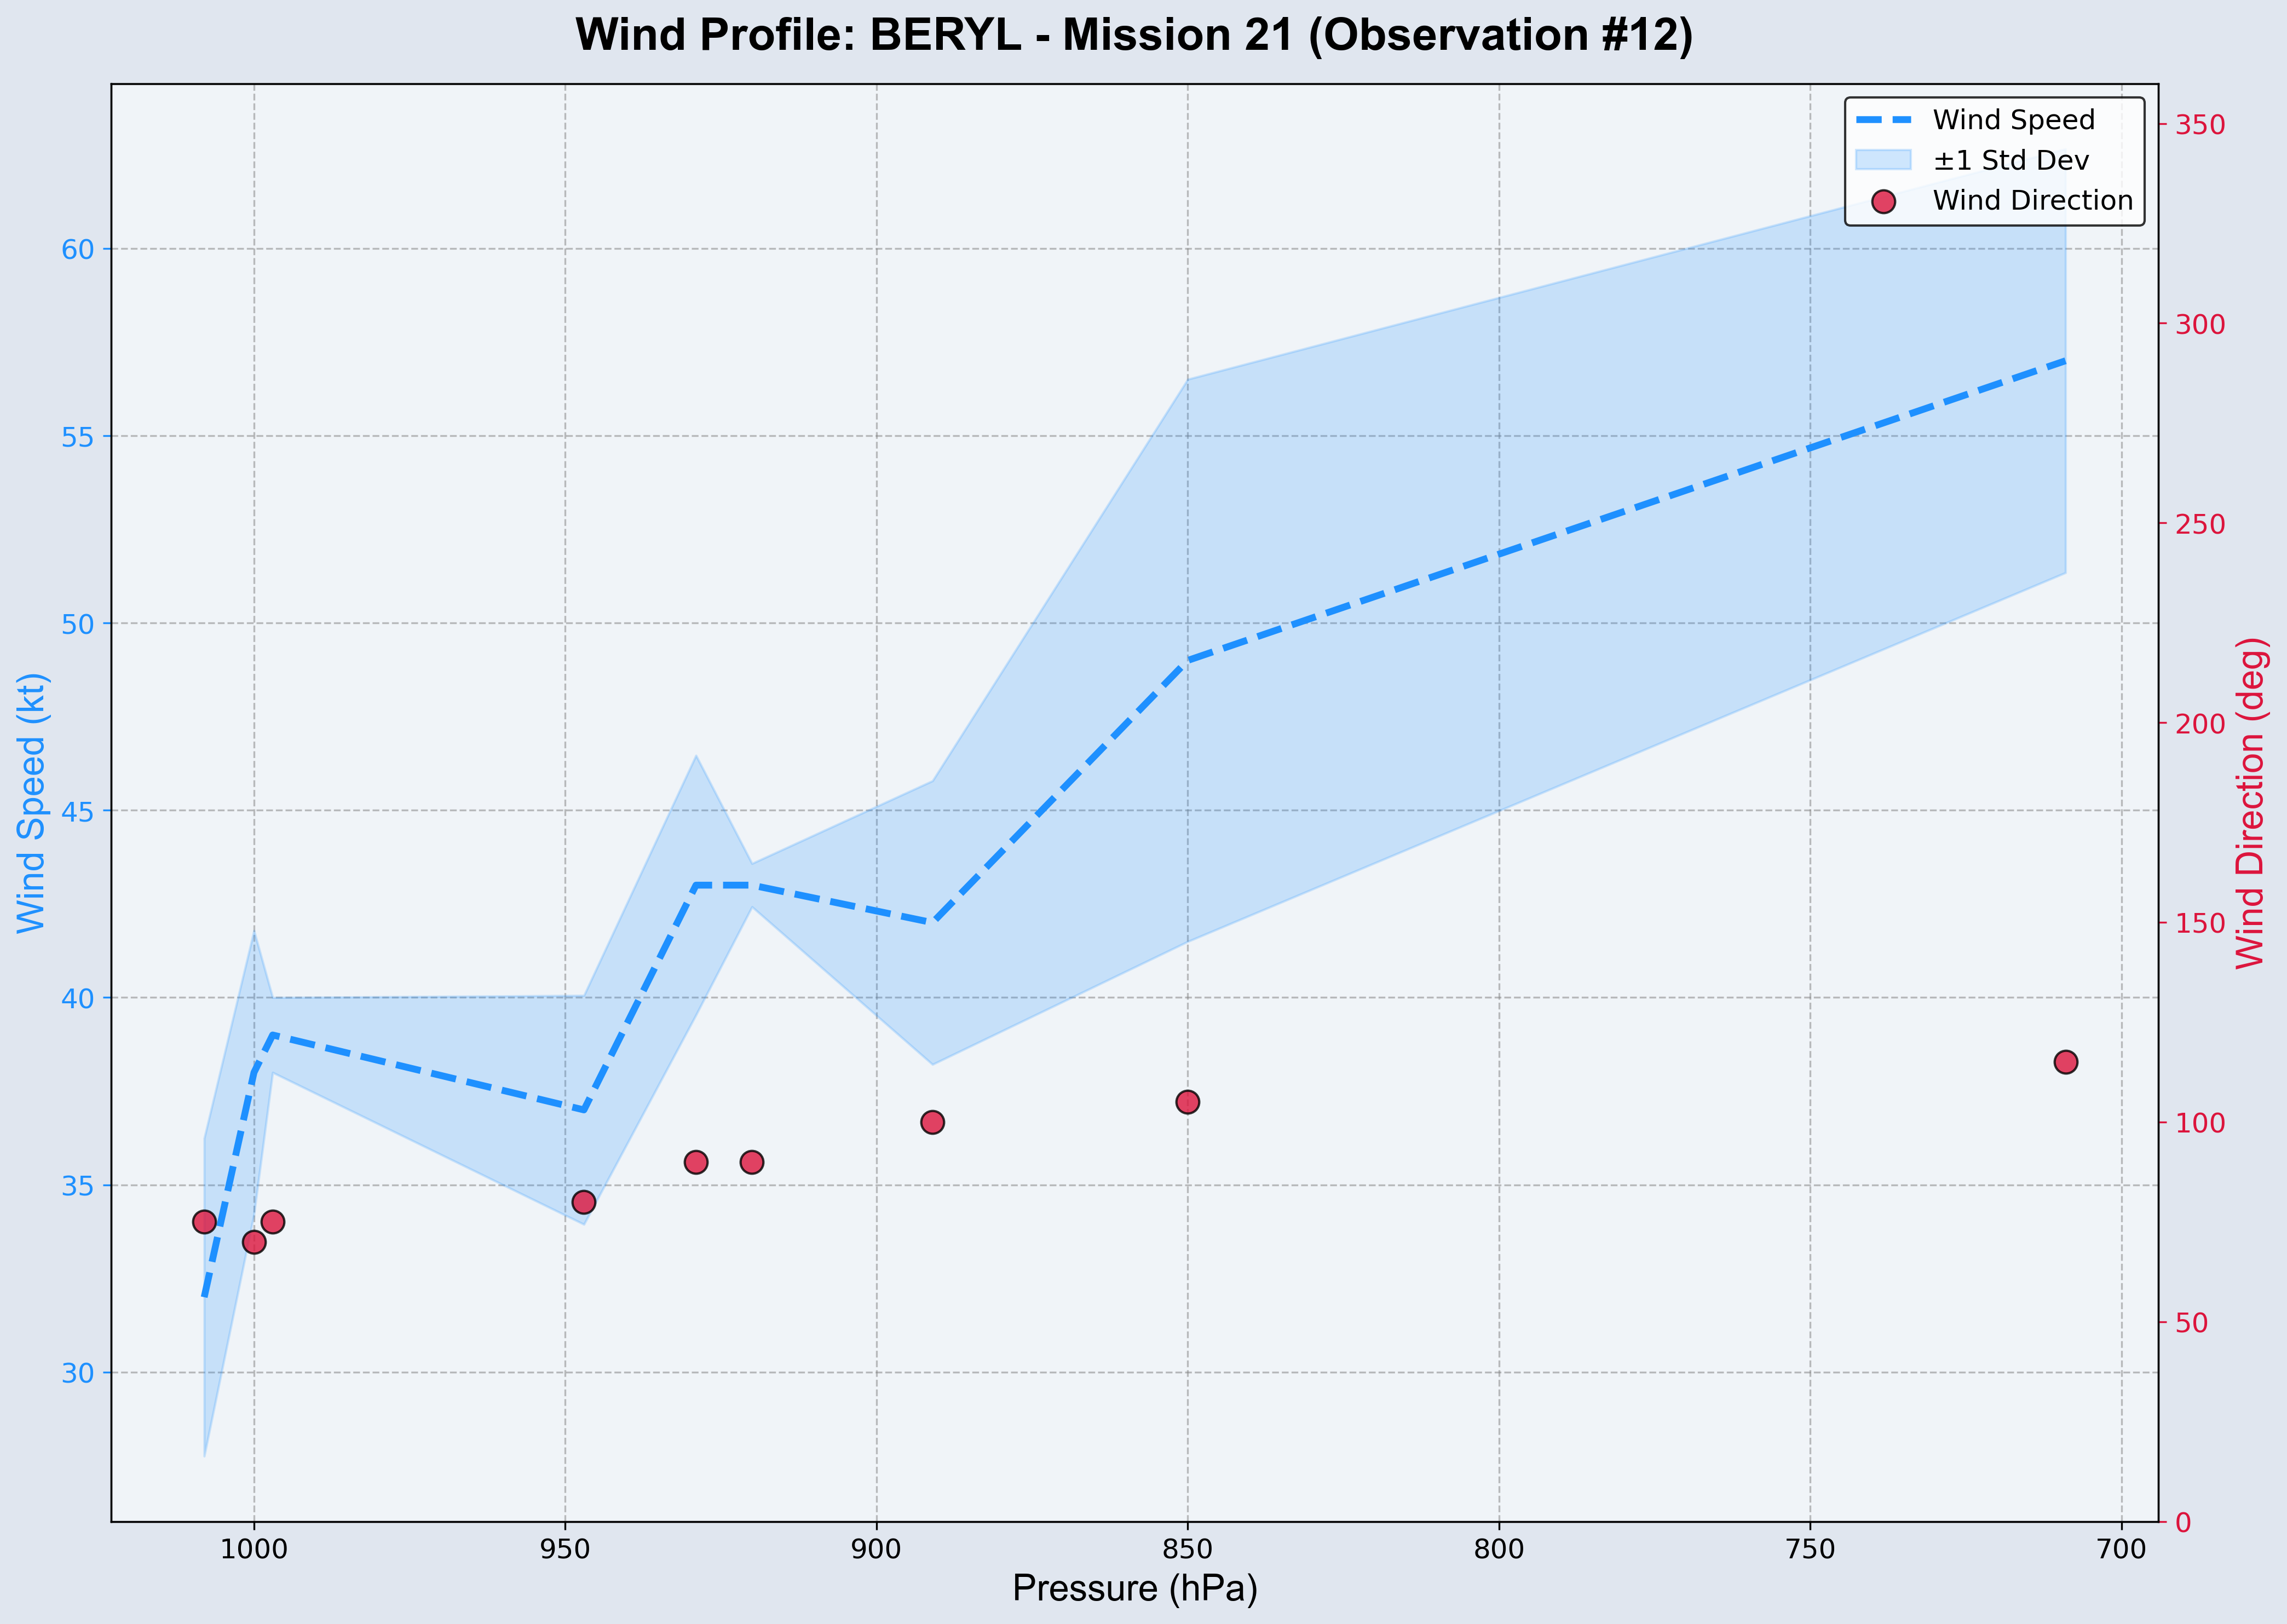 Wind Profile: BERYL - Mission 21 (Observation #12)
Wind Speed
±1 Std Dev
Wind Direction
Wind Speed (kt)
60
55
50
45
40
35
30
350
300
250
200
150
100
50
0
Wind Direction (deg)
1000 950 900 850 800 750 700
Pressure (hPa)